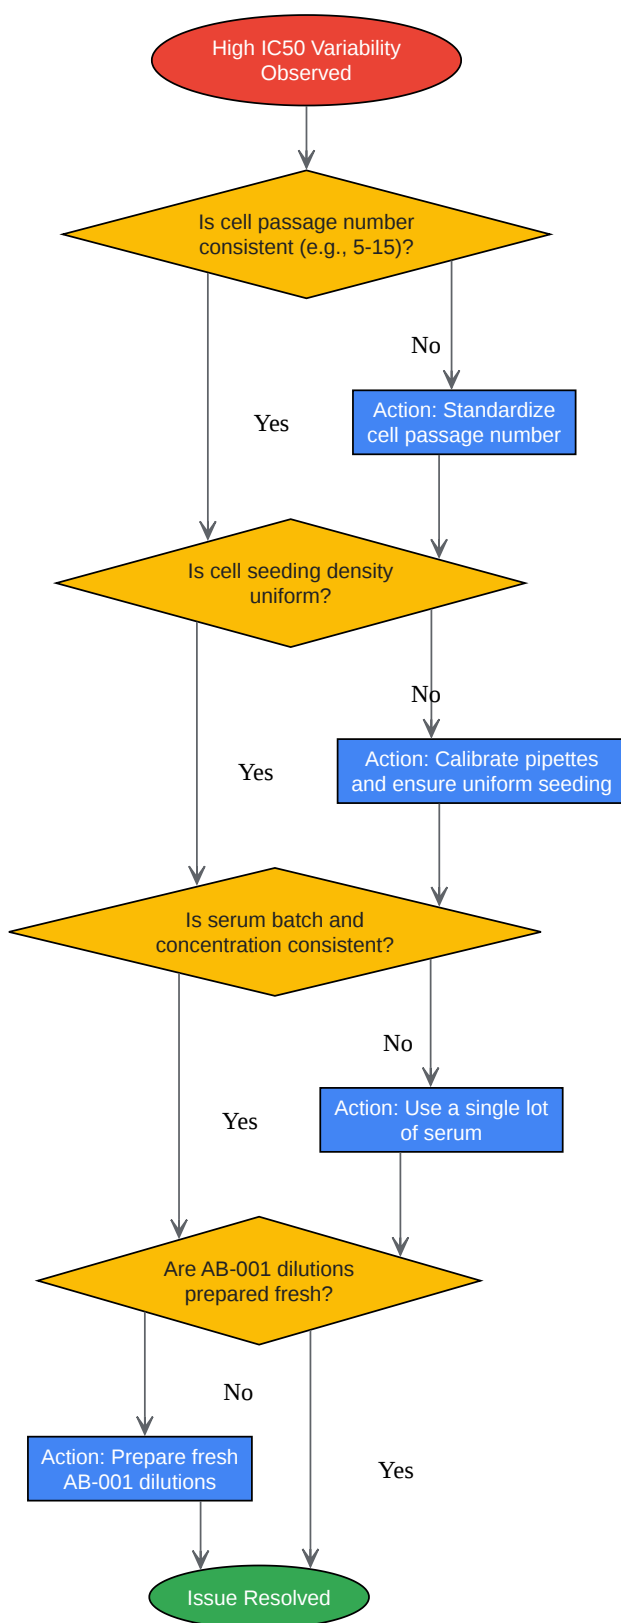 High IC50 Variability
Observed
Is cell passage number
consistent (e.g., 5-15)?
No
Action: Standardize
cell passage number
Yes
Is cell seeding density
uniform?
No
Action: Calibrate pipettes
and ensure uniform seeding
Yes
Is serum batch and
concentration consistent?
No
Action: Use a single lot
of serum
Yes
Are AB-001 dilutions
prepared fresh?
No
Action: Prepare fresh
AB-001 dilutions
Yes
Issue Resolved